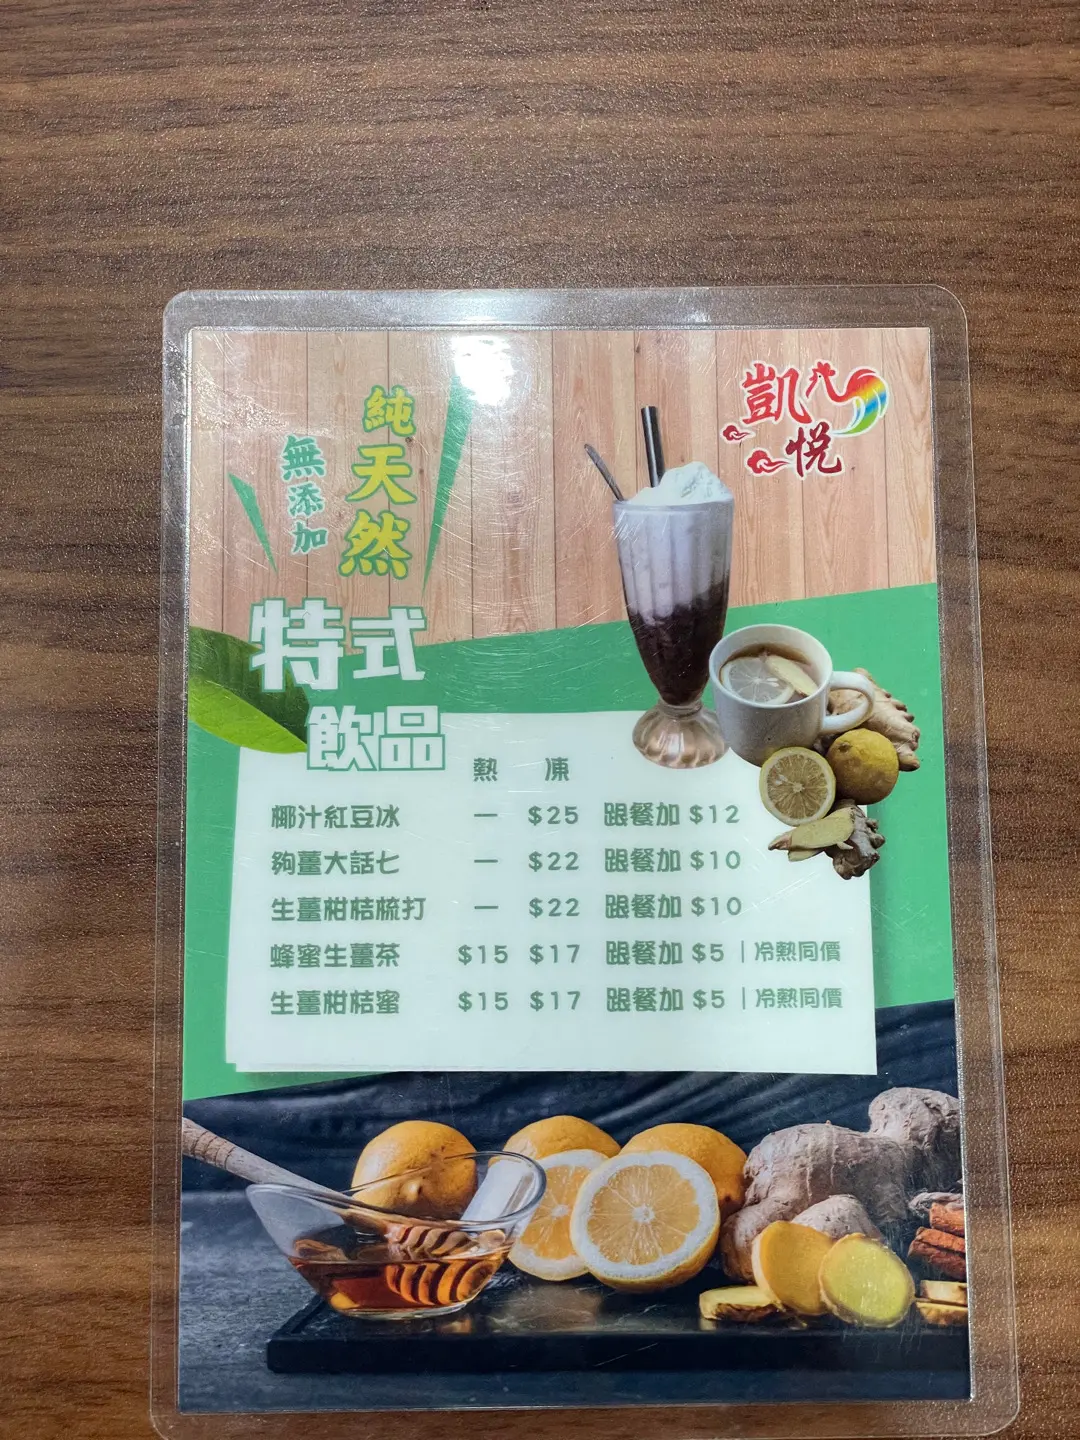 純天然
無添加
凱悅
特式
飲品
熱 凍
椰汁紅豆冰 — $25 跟餐加 $12
夠薑大話七 — $22 跟餐加 $10
生薑柑桔梳打 — $22 跟餐加 $10
蜂蜜生薑茶 $15 $17 跟餐加 $5 | 冷熱同價
生薑柑桔蜜 $15 $17 跟餐加 $5 | 冷熱同價